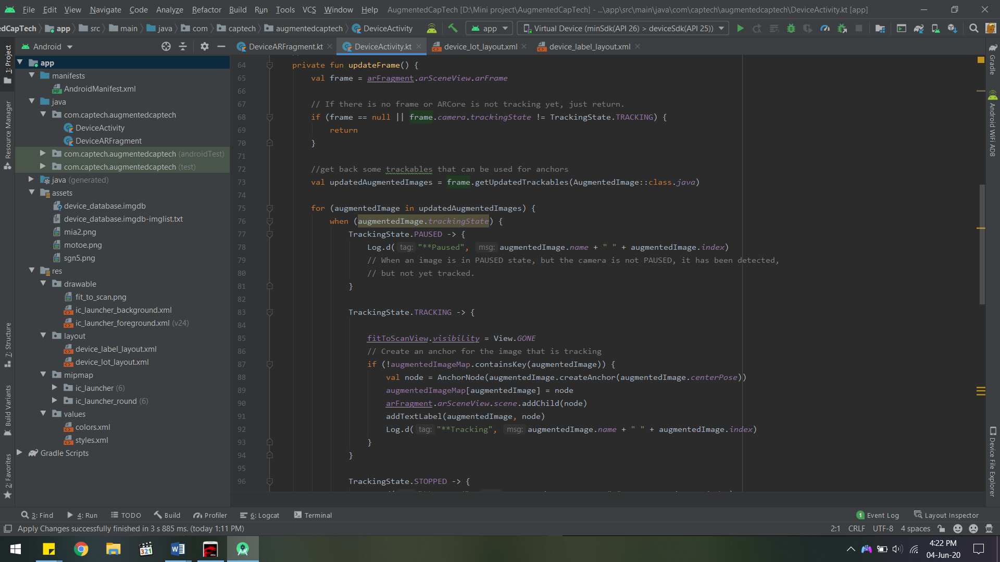 File Edit View Navigate Code Analyze Refactor Build Run Tools VCS Window Help AugmentedCapTech [D:\Mini project\AugmentedCapTech] - ...\app\src\main\java\com\captech\augmentedcaptech\DeviceActivity.kt [app]
edCapTech app src main java com captech augmentedcaptech DeviceActivity app Virtual Device (minSdk(API 26) > deviceSdk(API 25))
Android DeviceARFragment.kt DeviceActivity.kt device_lot_layout.xml device_label_layout.xml
1: Project
Resource Manager
7: Structure
Build Variants
2: Favorites
app
manifests
AndroidManifest.xml
java
com.captech.augmentedcaptech
DeviceActivity
DeviceARFragment
com.captech.augmentedcaptech (androidTest)
com.captech.augmentedcaptech (test)
java (generated)
assets
device_database.imgdb
device_database.imgdb-imglist.txt
mia2.png
motoe.png
sgn5.png
res
drawable
fit_to_scan.png
ic_launcher_background.xml
ic_launcher_foreground.xml (v24)
layout
device_label_layout.xml
device_lot_layout.xml
mipmap
ic_launcher (6)
ic_launcher_round (6)
values
colors.xml
styles.xml
Gradle Scripts
64 private fun updateFrame() {
65 val frame = arFragment.arSceneView.arFrame
66
67 // If there is no frame or ARCore is not tracking yet, just return.
68 if (frame == null || frame.camera.trackingState != TrackingState.TRACKING) {
69 return
70 }
71
72 //get back some trackables that can be used for anchors
73 val updatedAugmentedImages = frame.getUpdatedTrackables(AugmentedImage::class.java)
74
75 for (augmentedImage in updatedAugmentedImages) {
76 when (augmentedImage.trackingState) {
77 TrackingState.PAUSED -> {
78 Log.d( tag: "**Paused", msg: augmentedImage.name + " " + augmentedImage.index)
79 // When an image is in PAUSED state, but the camera is not PAUSED, it has been detected,
80 // but not yet tracked.
81 }
82
83 TrackingState.TRACKING -> {
84
85 fitToScanView.visibility = View.GONE
86 // Create an anchor for the image that is tracking
87 if (!augmentedImageMap.containsKey(augmentedImage)) {
88 val node = AnchorNode(augmentedImage.createAnchor(augmentedImage.centerPose))
89 augmentedImageMap[augmentedImage] = node
90 arFragment.arSceneView.scene.addChild(node)
91 addTextLabel(augmentedImage, node)
92 Log.d( tag: "**Tracking", msg: augmentedImage.name + " " + augmentedImage.index)
93 }
94 }
95
96 TrackingState.STOPPED -> {
Gradle
Android WiFi ADB
Device File Explorer
3: Find 4: Run TODO Build Profiler 6: Logcat Terminal 1 Event Log Layout Inspector
Apply Changes successfully finished in 3 s 885 ms. (today 1:11 PM) 2:1 CRLF UTF-8 4 spaces
321
4:22 PM
04-Jun-20